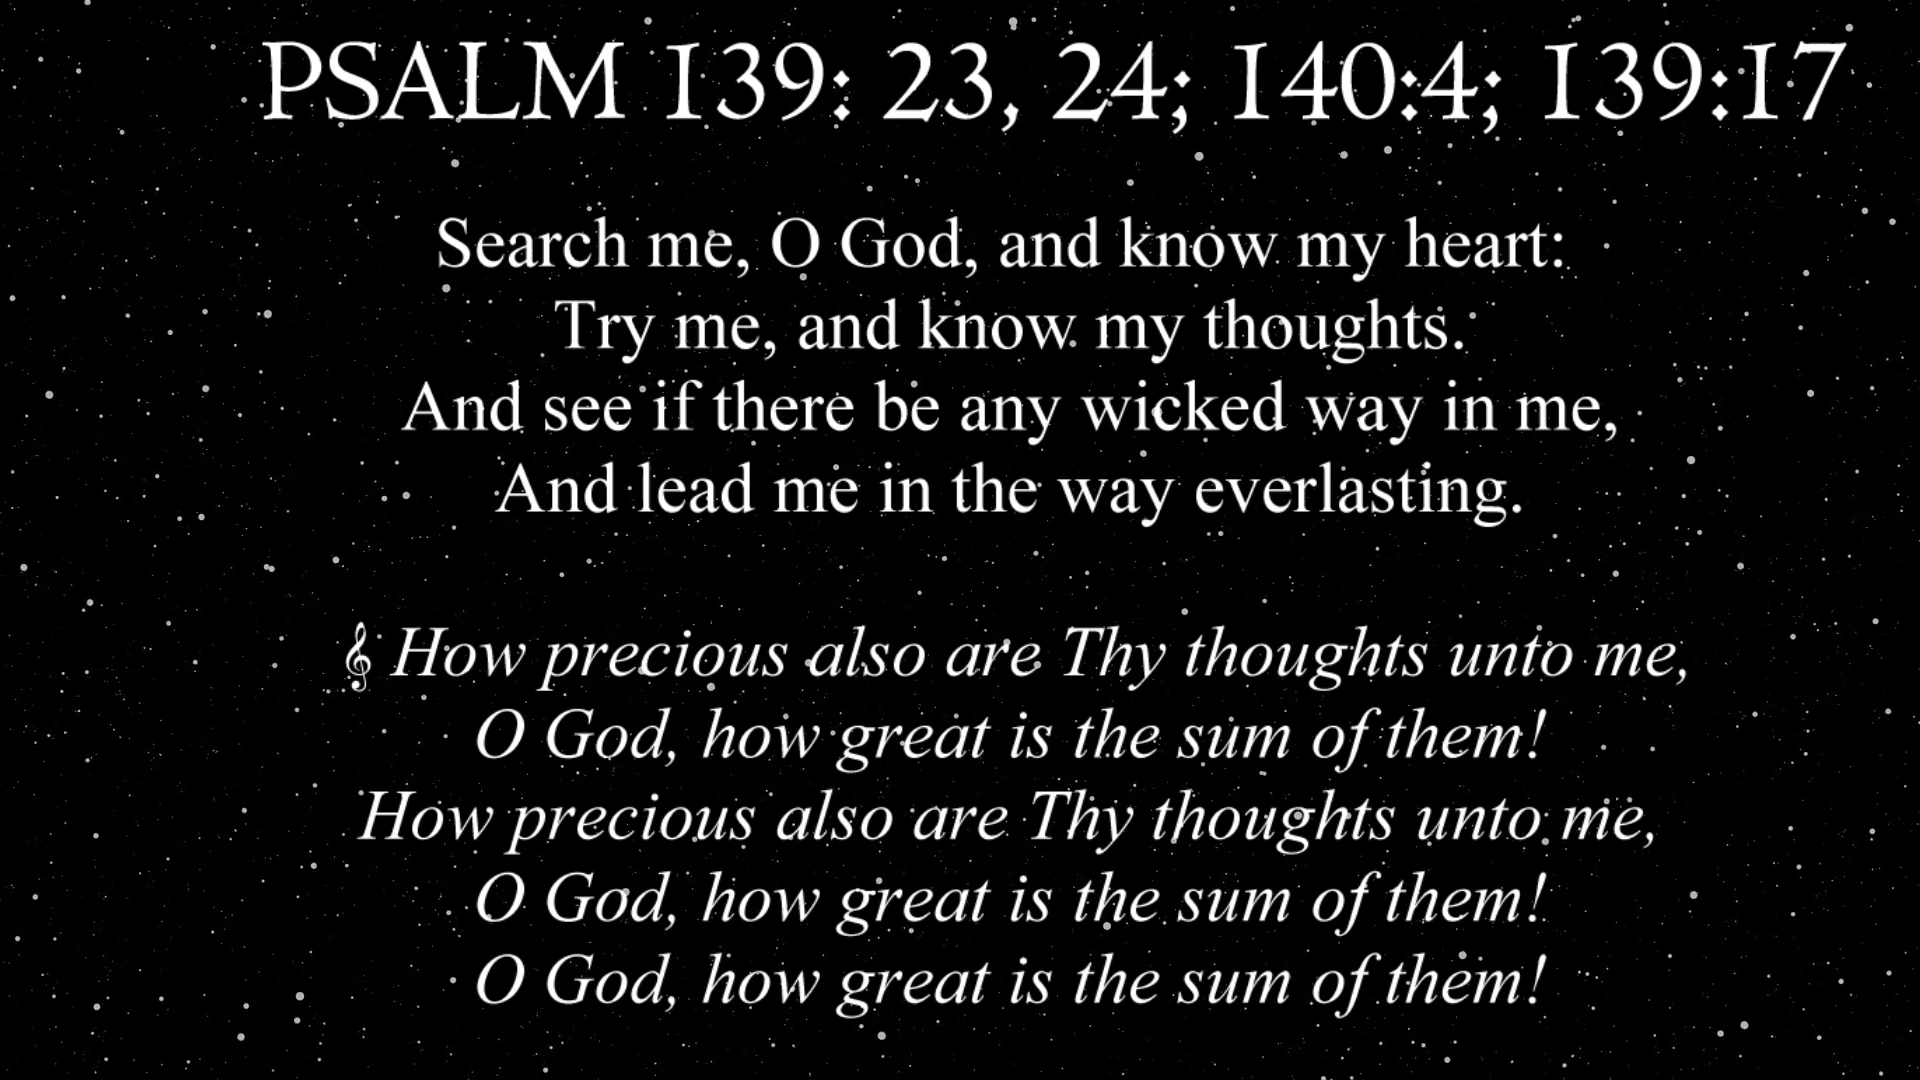 PSALM 139: 23, 24; 140:4; 139:17
Search me, O God, and know my heart:
Try me, and know my thoughts.
And see if there be any wicked way in me,
And lead me in the way everlasting.
𝄞 How precious also are Thy thoughts unto me,
O God, how great is the sum of them!
How precious also are Thy thoughts unto me,
O God, how great is the sum of them!
O God, how great is the sum of them!